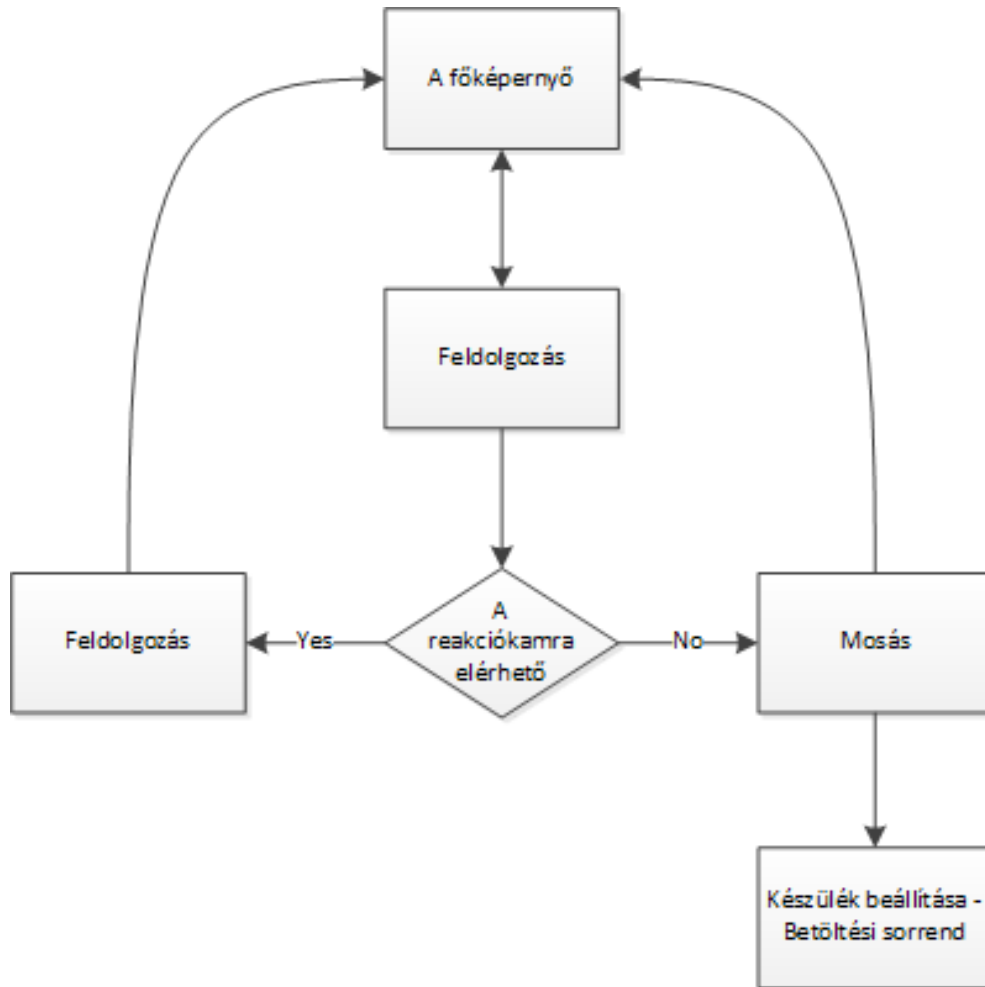 A főképernyő
Feldolgozás
A
reakciókamra
elérhető
Yes
No
Feldolgozás
Mosás
Készülék beállítása -
Betöltési sorrend